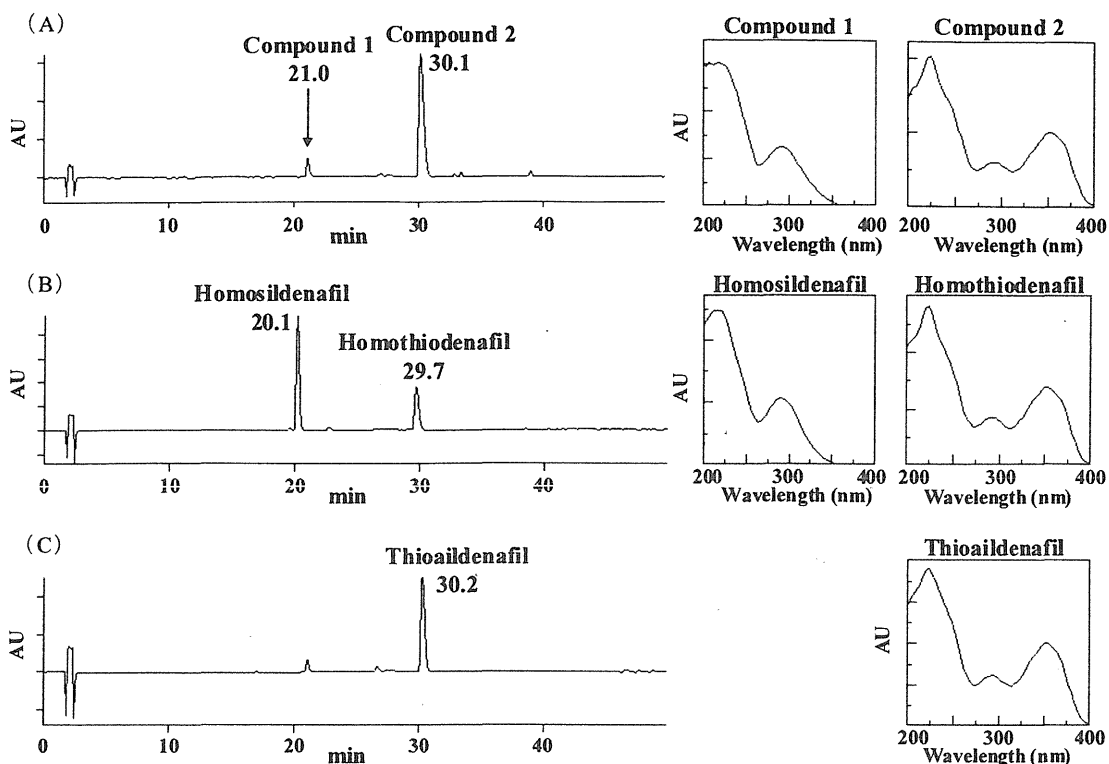 (A)
Compound 1
21.0
Compound 2
30.1
AU
0 10 20 30 40
min
Compound 1
AU
200 300 400
Wavelength (nm)
Compound 2
200 300 400
Wavelength (nm)
(B)
Homosildenafil
20.1
Homothiodenafil
29.7
AU
0 10 20 30 40
min
Homosildenafil
AU
200 300 400
Wavelength (nm)
Homothiodenafil
200 300 400
Wavelength (nm)
(C)
Thioaildenafil
30.2
AU
0 10 20 30 40
min
Thioaildenafil
AU
200 300 400
Wavelength (nm)